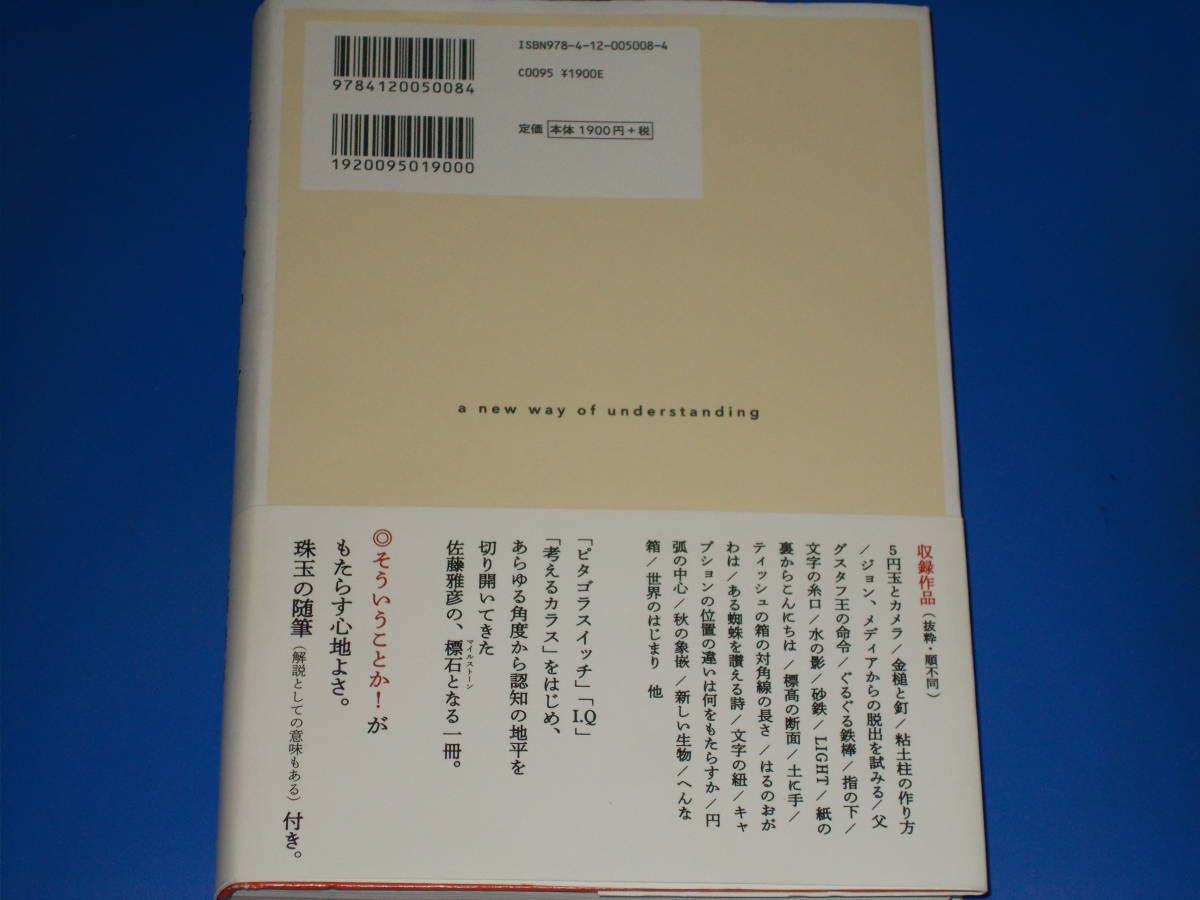 ISBN978-4-12-005008-4
9784120050084
C0095 ¥1900E
定価 本体1900円+税
1920095019000
a new way of understanding
収録作品(抜粋・順不同)
5円玉とカメラ/金槌と釘/粘土柱の作り方
/ジョン、メディアからの脱出を試みる/父
グスタフ王の命令/ぐるぐる鉄棒/指の下/
文字の糸口/水の影/砂鉄/LIGHT/紙の
裏からこんにちは/標高の断面/土に手/
ティッシュの箱の対角線の長さ/はるのおが
わは/ある蜘蛛を讃える詩/文字の紐/キャ
プションの位置の違いは何をもたらすか/円
弧の中心/秋の象嵌/新しい生物/へんな
箱/世界のはじまり 他
「ピタゴラスイッチ」「I.Q」
「考えるカラス」をはじめ、
あらゆる角度から認知の地平を
切り開いてきた
佐藤雅彦の、標石となる一冊。
マイルストーン
◎そういうことか!が
もたらす心地よさ。
珠玉の随筆(解説としての意味もある)付き。